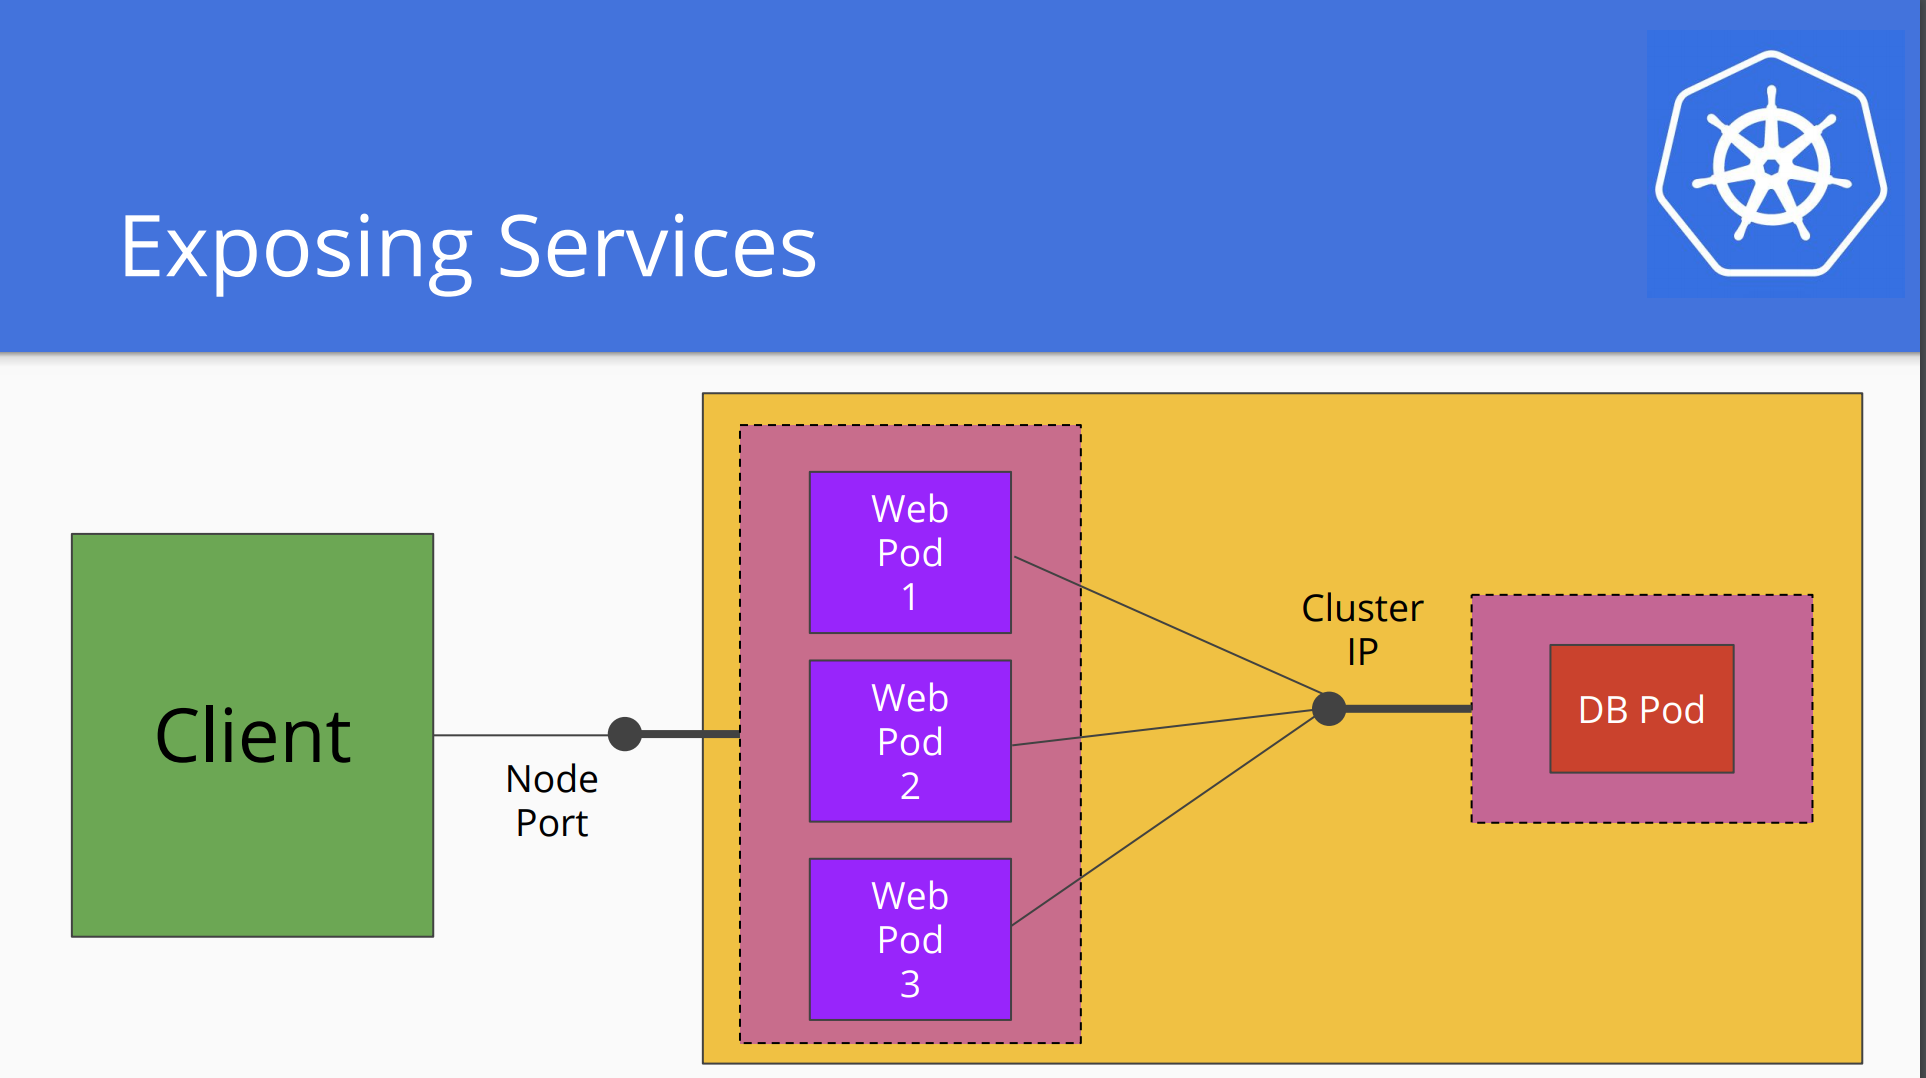 Exposing Services
Client
Node
Port
Web
Pod
1
Web
Pod
2
Web
Pod
3
Cluster
IP
DB Pod